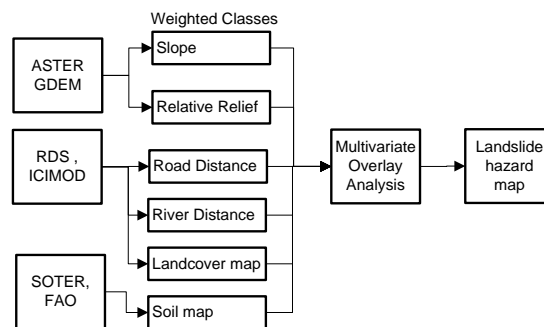 Weighted Classes
ASTER
GDEM
Slope
Relative Relief
RDS ,
ICIMOD
Road Distance
River Distance
Landcover map
SOTER,
FAO
Soil map
Multivariate
Overlay
Analysis
Landslide
hazard
map